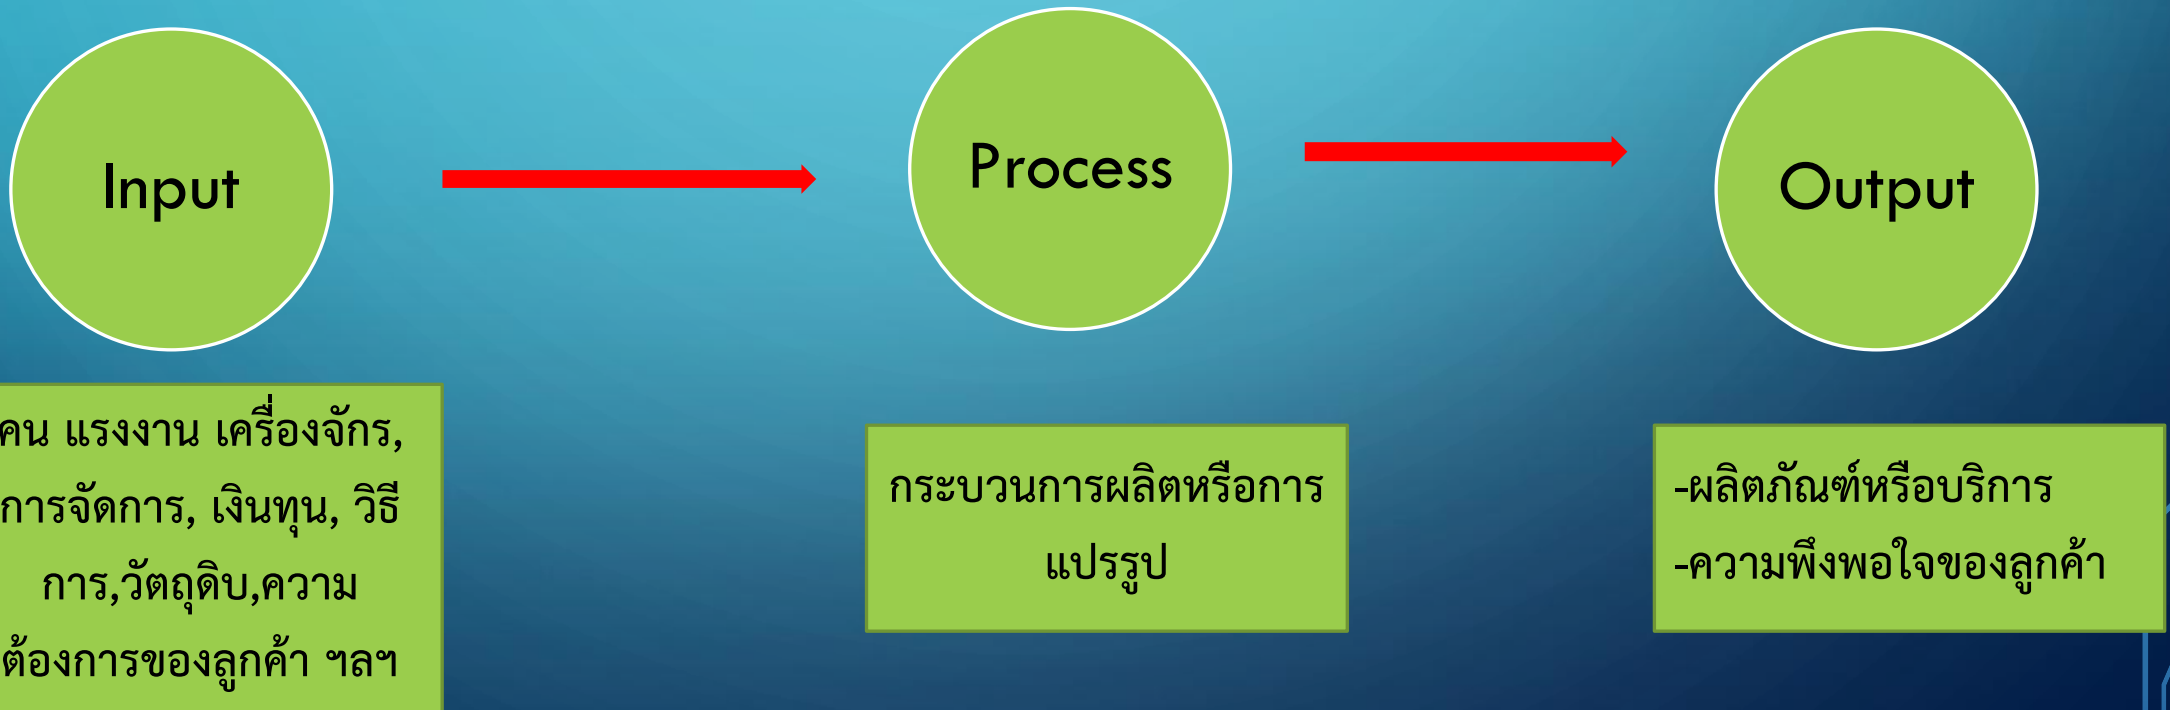 Input
Process
Output
คน แรงงาน เครื่องจักร,
การจัดการ, เงินทุน, วิธี
การ,วัตถุดิบ,ความ
ต้องการของลูกค้า ฯลฯ
กระบวนการผลิตหรือการ
แปรรูป
-ผลิตภัณฑ์หรือบริการ
-ความพึงพอใจของลูกค้า